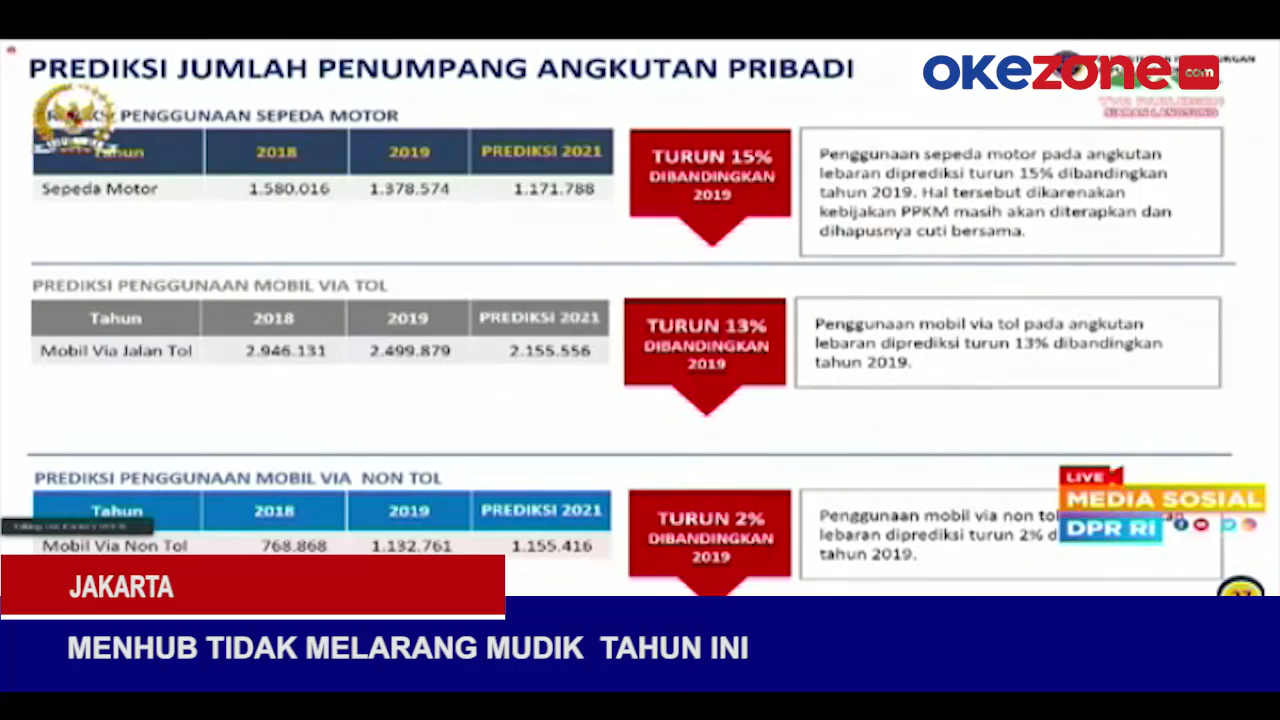 PREDIKSI JUMLAH PENUMPANG ANGKUTAN PRIBADI
okezone.com
PENGGUNAAN SEPEDA MOTOR
SIARAN LANGSUNG
Tahun 2018 2019 PREDIKSI 2021
Sepeda Motor 1.580.016 1.378.574 1.171.788
TURUN 15%
DIBANDINGKAN
2019
Penggunaan sepeda motor pada angkutan
lebaran diprediksi turun 15% dibandingkan
tahun 2019. Hal tersebut dikarenakan
kebijakan PPKM masih akan diterapkan dan
dihapusnya cuti bersama.
PREDIKSI PENGGUNAAN MOBIL VIA TOL
Tahun 2018 2019 PREDIKSI 2021
Mobil Via Jalan Tol 2.946.131 2.499.879 2.155.556
TURUN 13%
DIBANDINGKAN
2019
Penggunaan mobil via tol pada angkutan
lebaran diprediksi turun 13% dibandingkan
tahun 2019.
PREDIKSI PENGGUNAAN MOBIL VIA NON TOL
Tahun 2018 2019 PREDIKSI 2021
Mobil Via Non Tol 768.868 1.132.761 1.155.416
TURUN 2%
DIBANDINGKAN
2019
Penggunaan mobil via non tol
lebaran diprediksi turun 2% d
tahun 2019.
LIVE
MEDIA SOSIAL
DPR RI
27
JAKARTA
MENHUB TIDAK MELARANG MUDIK TAHUN INI